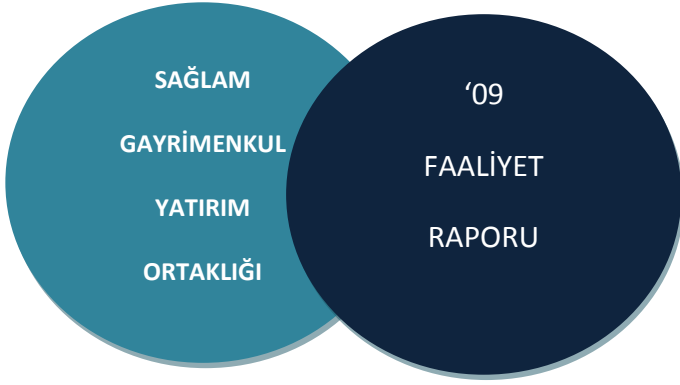 SAĞLAM
GAYRİMENKUL
YATIRIM
ORTAKLIĞI
‘09
FAALİYET
RAPORU